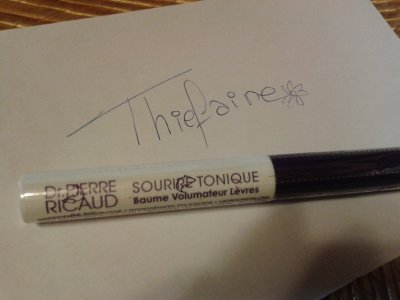 Thiefaine
Dr PIERRE
RICAUD
SOURIRE TONIQUE
Baume Volumateur Lèvres